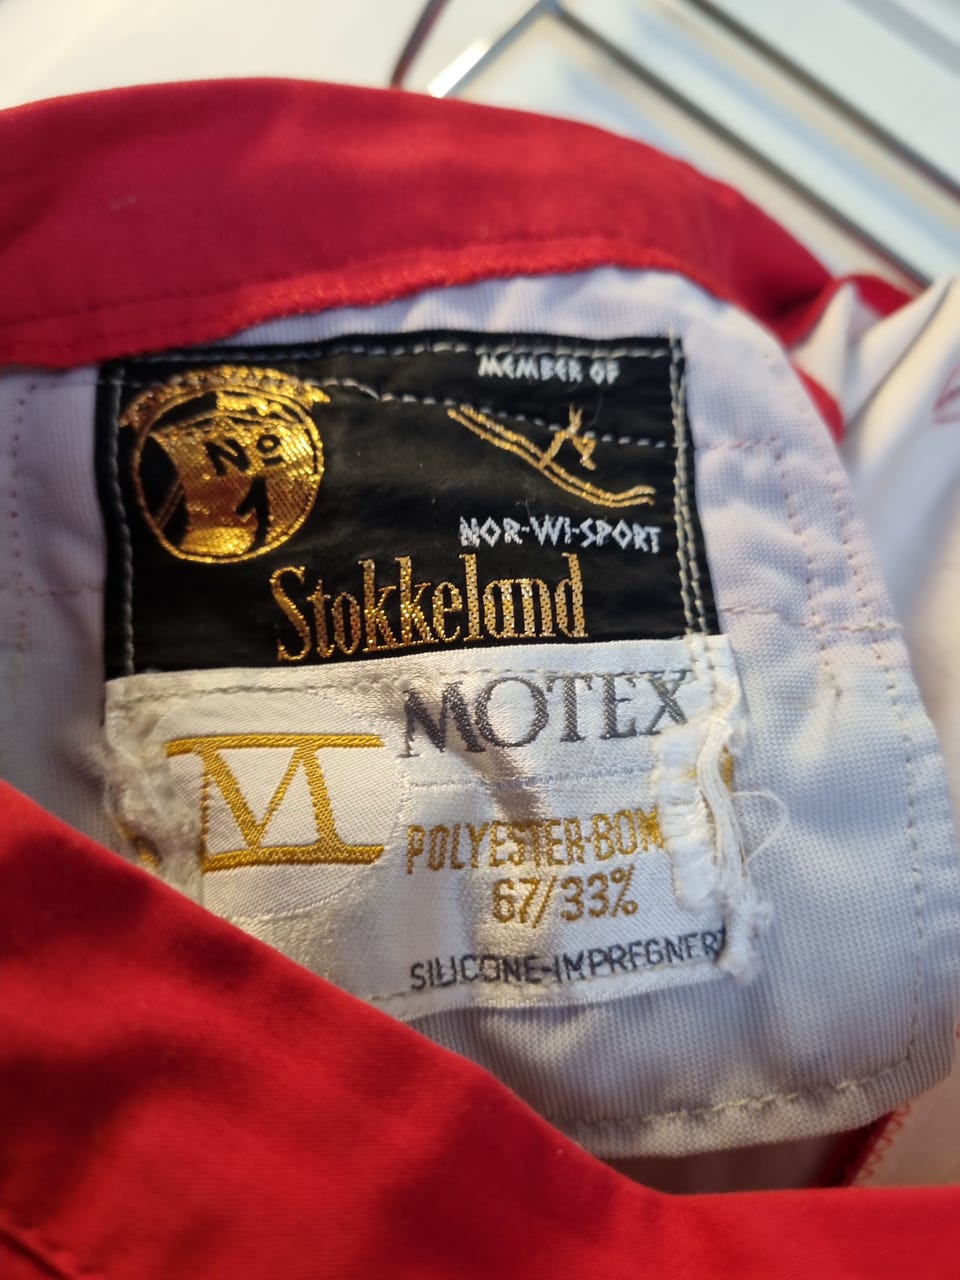 MEMBER OF
No
1
NOR-WI-SPORT
Stokkeland
MOTEX
M
POLYESTER-BOM
67/33%
SILICONE-IMPREGNERT